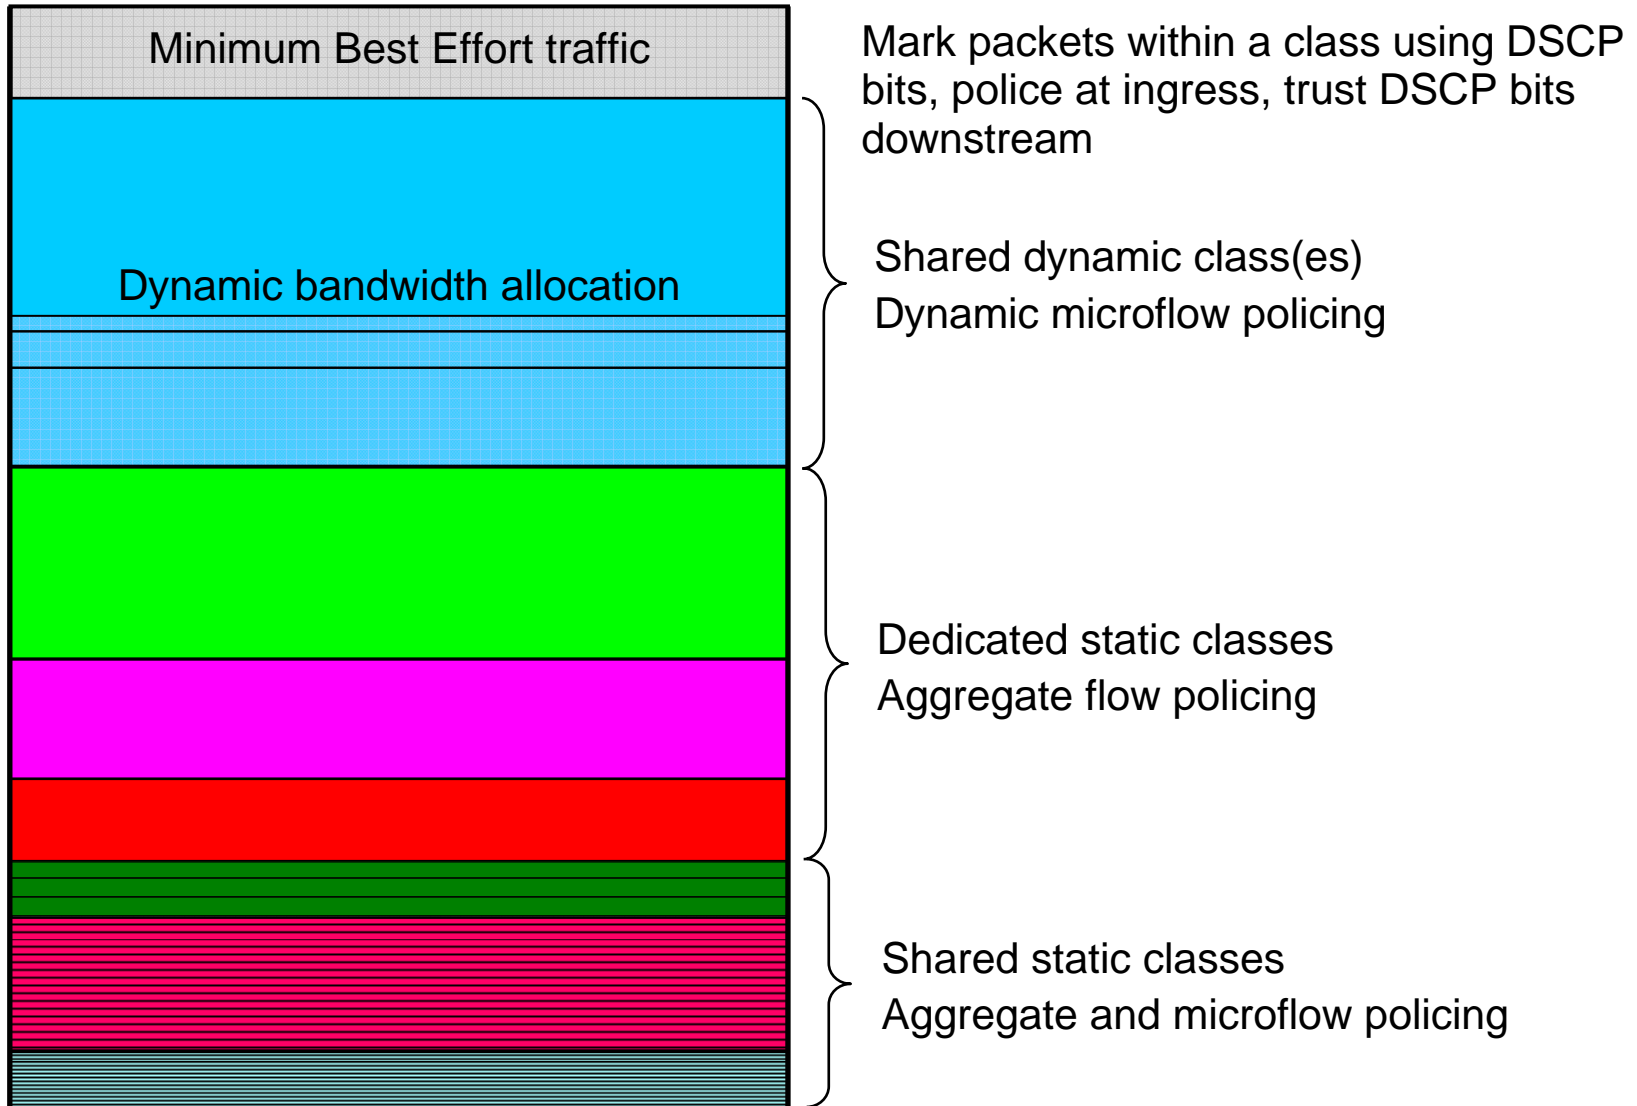 Minimum Best Effort traffic
Mark packets within a class using DSCP
bits, police at ingress, trust DSCP bits
downstream
Dynamic bandwidth allocation
Shared dynamic class(es)
Dynamic microflow policing
Dedicated static classes
Aggregate flow policing
Shared static classes
Aggregate and microflow policing